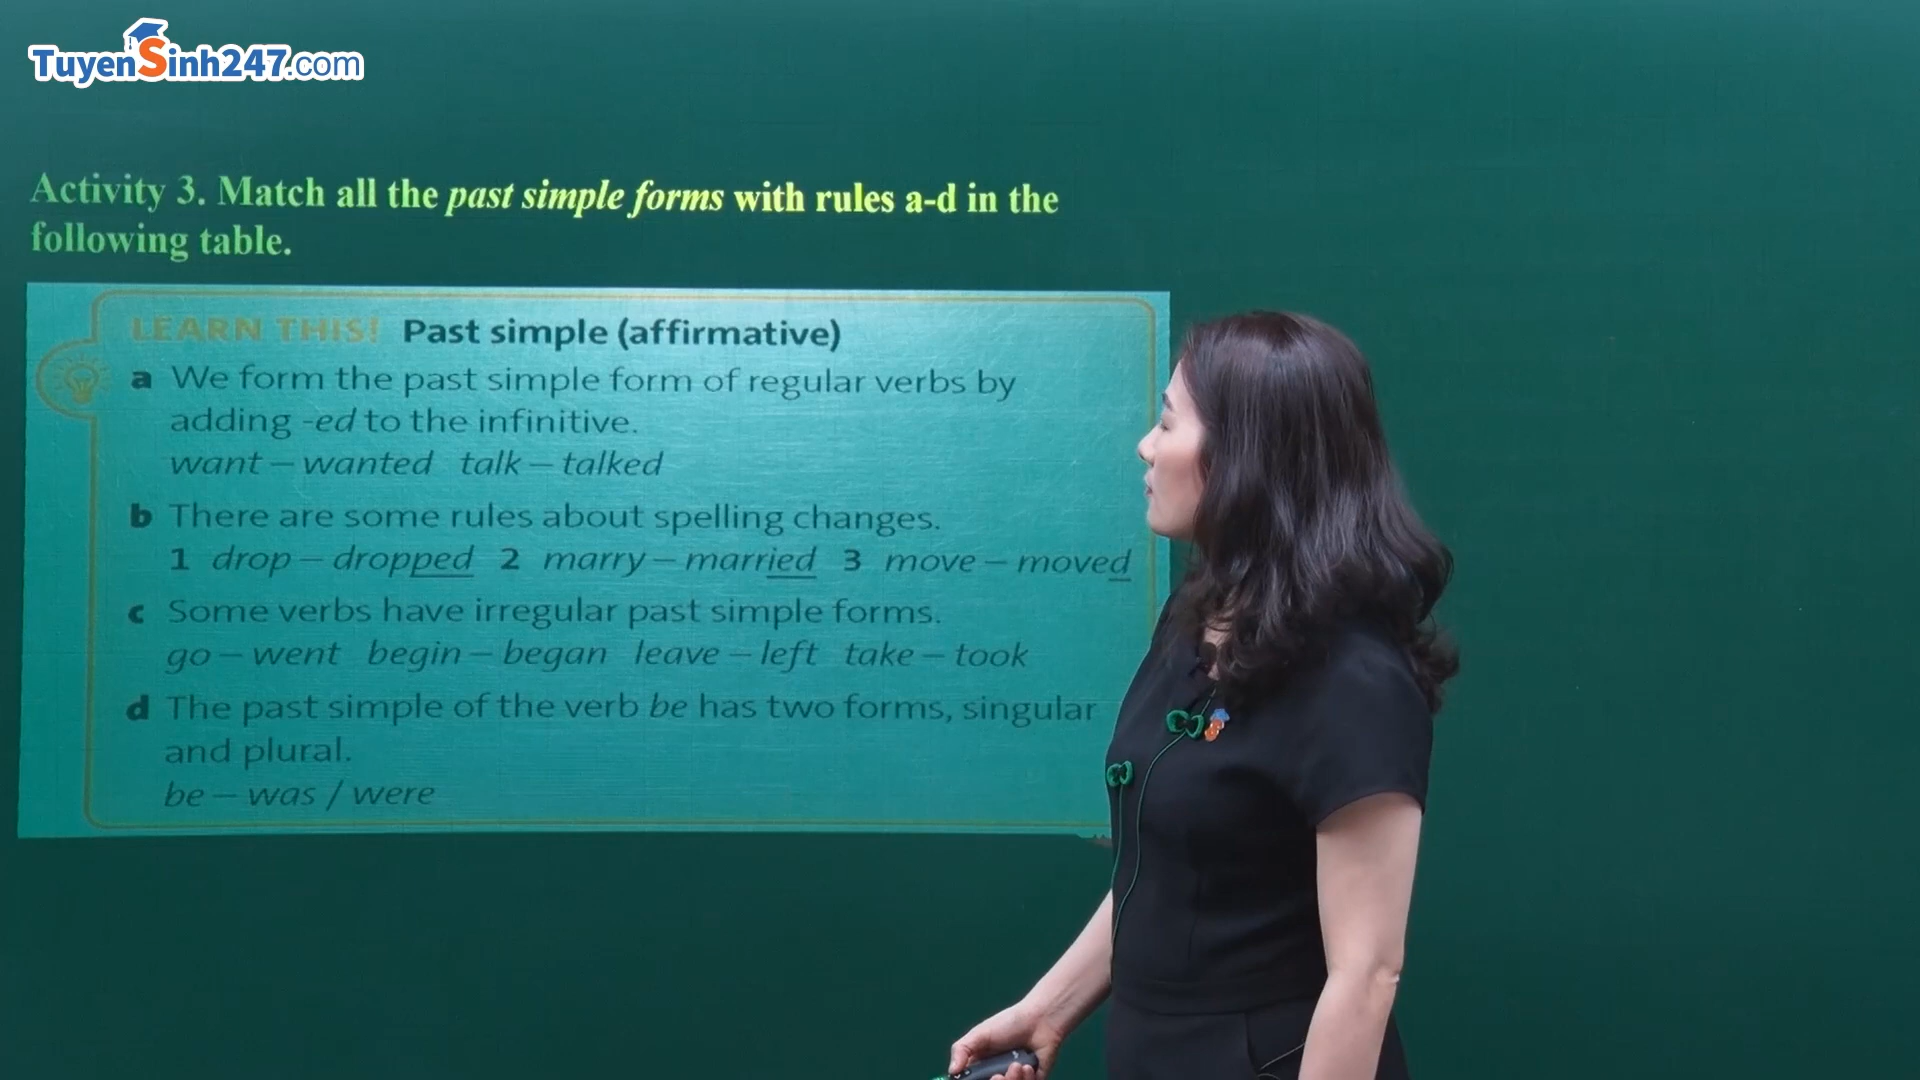 TuyenSinh247.com
Activity 3. Match all the past simple forms with rules a-d in the
following table.
LEARN THIS! Past simple (affirmative)
a We form the past simple form of regular verbs by
adding -ed to the infinitive.
want – wanted talk – talked
b There are some rules about spelling changes.
1 drop – dropped 2 marry – married 3 move – moved
c Some verbs have irregular past simple forms.
go – went begin – began leave – left take – took
d The past simple of the verb be has two forms, singular
and plural.
be – was / were